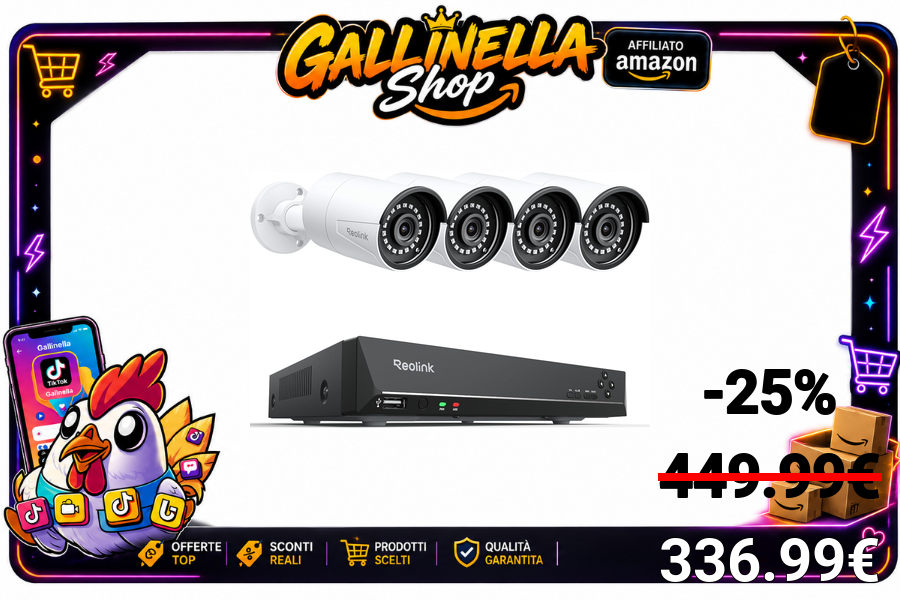 GALLINELLA
Shop
AFFILIATO
amazon
Reolink
Reolink
Gallinella
TikTok
Gallinella
-25%
449.99€
336.99€
OFFERTE
TOP
SCONTI
REALI
PRODOTTI
SCELTI
QUALITÀ
GARANTITA